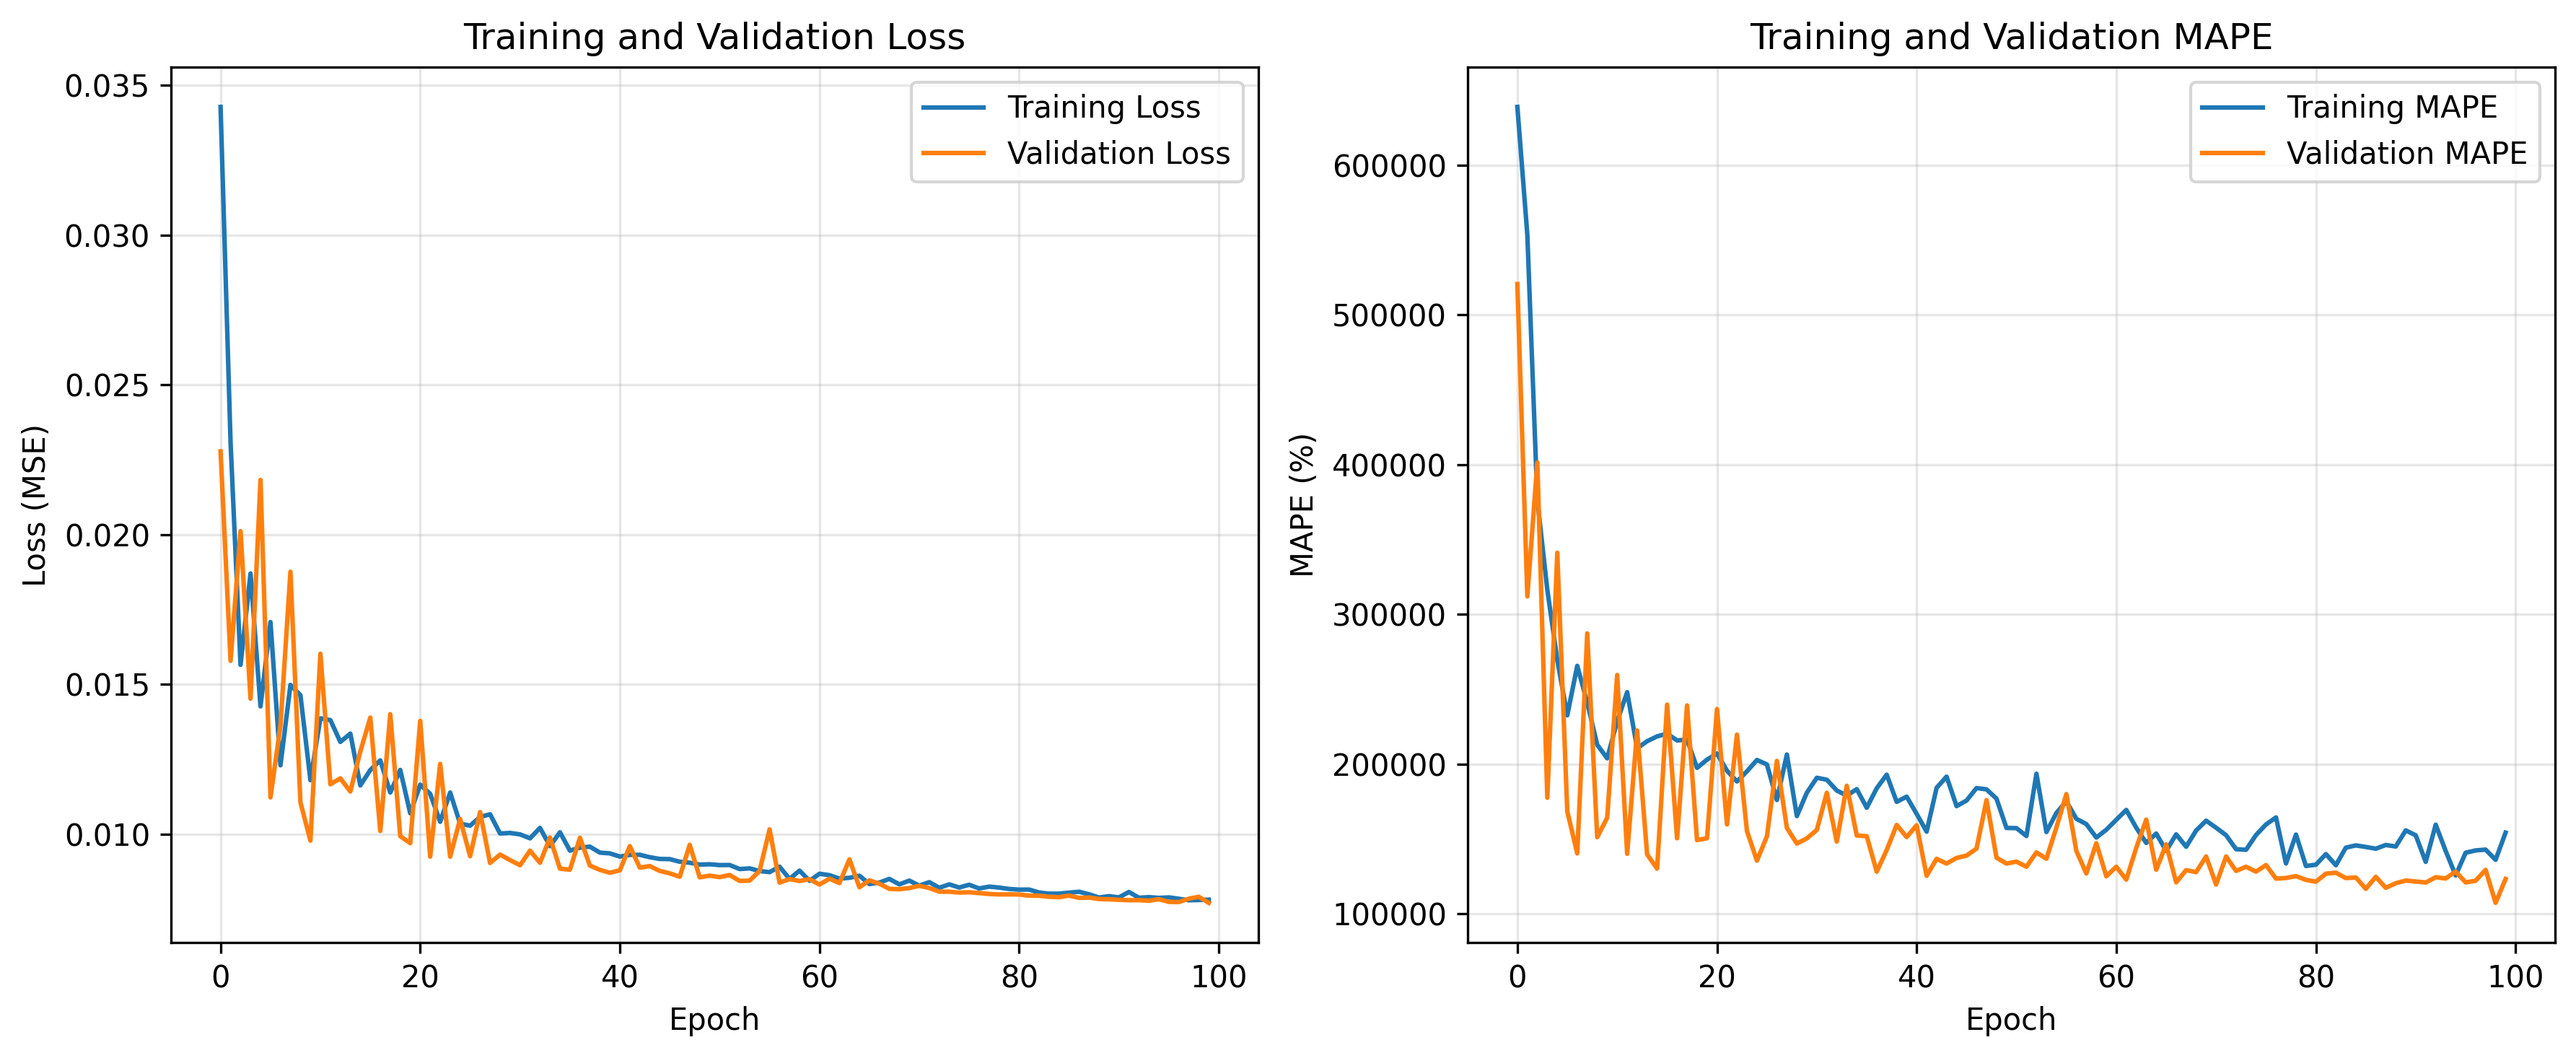 Training and Validation Loss
0.035
0.030
0.025
0.020
0.015
0.010
Loss (MSE)
Training Loss
Validation Loss
0 20 40 60 80 100
Epoch
Training and Validation MAPE
600000
500000
400000
300000
200000
100000
MAPE (%)
Training MAPE
Validation MAPE
0 20 40 60 80 100
Epoch